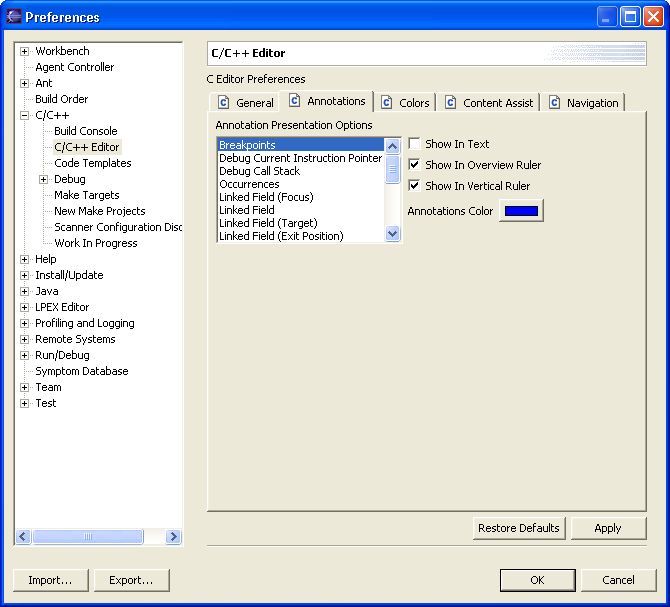 Preferences
Workbench
Agent Controller
Ant
Build Order
C/C++
Build Console
C/C++ Editor
Code Templates
Debug
Make Targets
New Make Projects
Scanner Configuration Disc
Work In Progress
Help
Install/Update
Java
LPEX Editor
Profiling and Logging
Remote Systems
Run/Debug
Symptom Database
Team
Test
C/C++ Editor
C Editor Preferences
General Annotations Colors Content Assist Navigation
Annotation Presentation Options
Breakpoints
Debug Current Instruction Pointer
Debug Call Stack
Occurrences
Linked Field (Focus)
Linked Field
Linked Field (Target)
Linked Field (Exit Position)
Show In Text
Show In Overview Ruler
Show In Vertical Ruler
Annotations Color
Restore Defaults Apply
Import... Export... OK Cancel